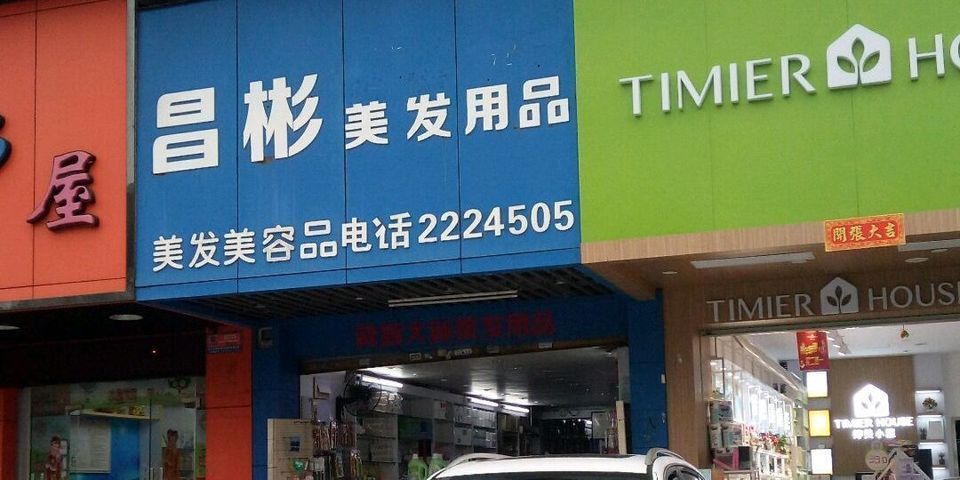 屋
昌彬美发用品
美发美容品电话2224505
TIMIER HO
開張大吉
TIMIER HOUSE
TIMIER HOUSE